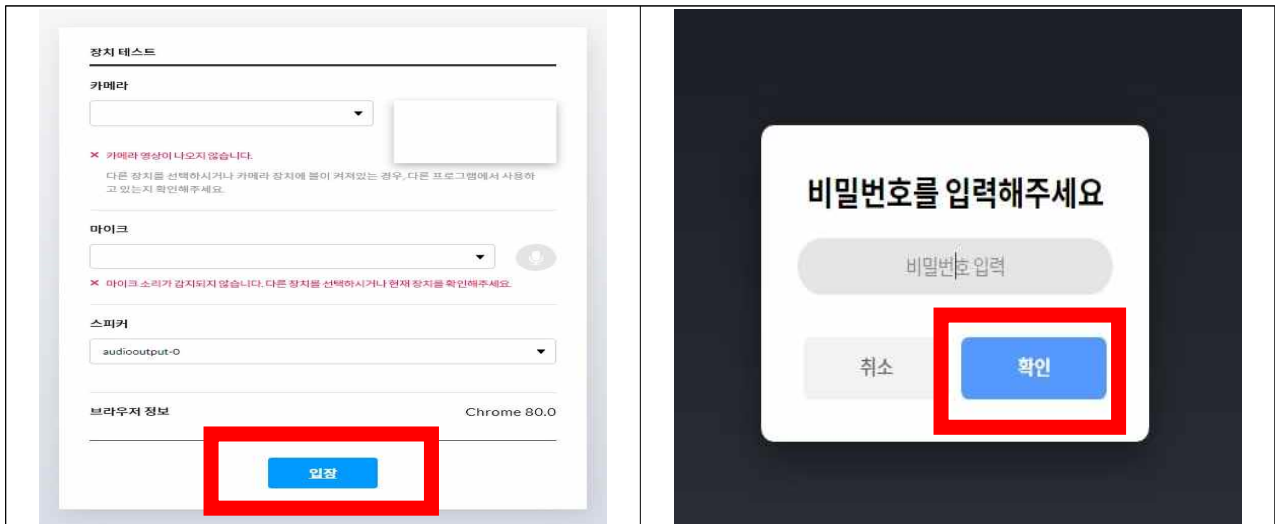 장치 테스트
카메라
× 카메라 영상이 나오지 않습니다.
다른 장치를 선택하시거나 카메라 장치에 불이 켜져있는 경우, 다른 프로그램에서 사용하
고 있는지 확인해주세요.
마이크
× 마이크 소리가 감지되지 않습니다. 다른 장치를 선택하시거나 현재 장치를 확인해주세요.
스피커
audiooutput-0
브라우저 정보 Chrome 80.0
입장
비밀번호를 입력해주세요
비밀번호 입력
취소 확인